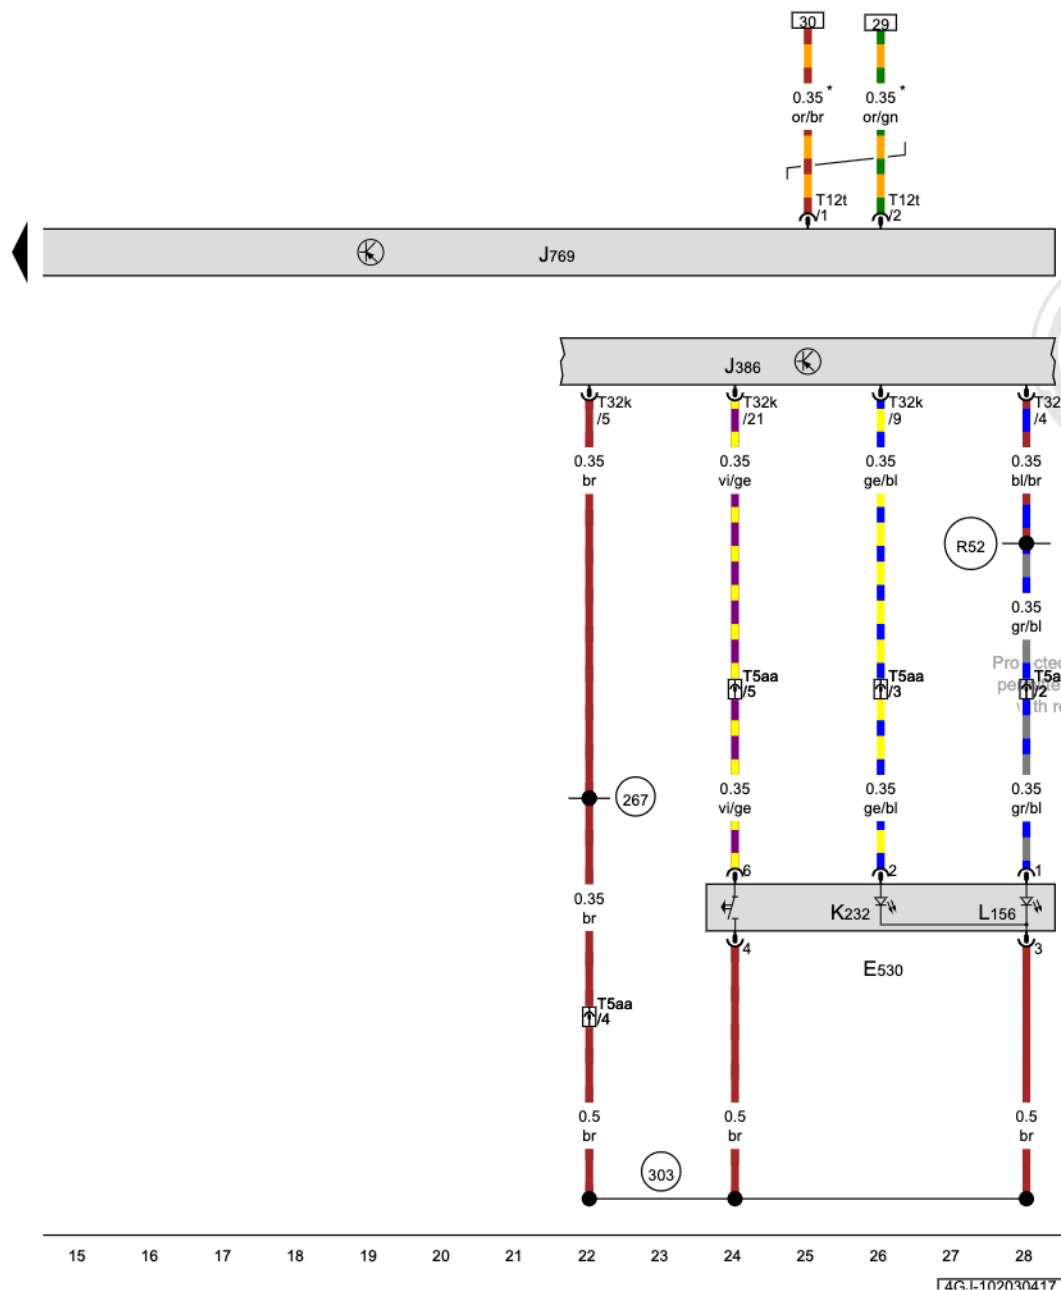 30 29
0.35 * 0.35 *
or/br or/gn
T12t T12t
/1 /2
J769
J386
T32k T32k T32k T32
/5 /21 /9 /4
0.35 0.35 0.35 0.35
br vi/ge ge/bl bl/br
R52
0.35
gr/bl
T5aa T5aa T5a
/5 /3 /2
0.35 0.35 0.35
vi/ge ge/bl gr/bl
267
6 2 1
K232 L156
0.35
br
4 3
E530
T5aa
/4
0.5 0.5 0.5
br br br
303
15 16 17 18 19 20 21 22 23 24 25 26 27 28
4GJ-102030417